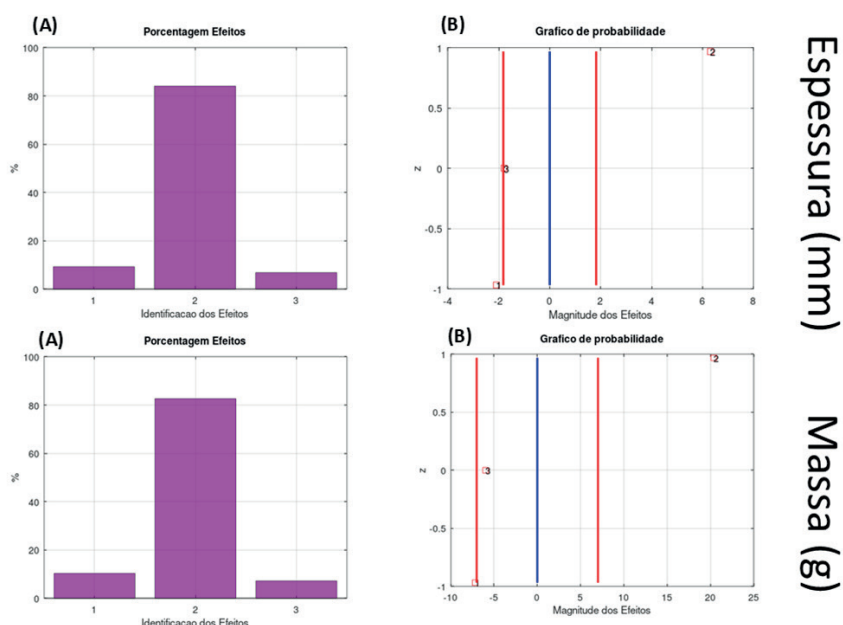 (A)
Porcentagem Efeitos
100
80
60
40
20
0
%
1 2 3
Identificacao dos Efeitos
(B)
Grafico de probabilidade
1
0.5
0
-0.5
-1
z
2
3
1
-4 -2 0 2 4 6 8
Magnitude dos Efeitos
Espessura (mm)
(A)
Porcentagem Efeitos
100
80
60
40
20
0
%
1 2 3
Identificacao dos Efeitos
(B)
Grafico de probabilidade
1
0.5
0
-0.5
-1
z
2
3
-10 -5 0 5 10 15 20 25
Magnitude dos Efeitos
Massa (g)